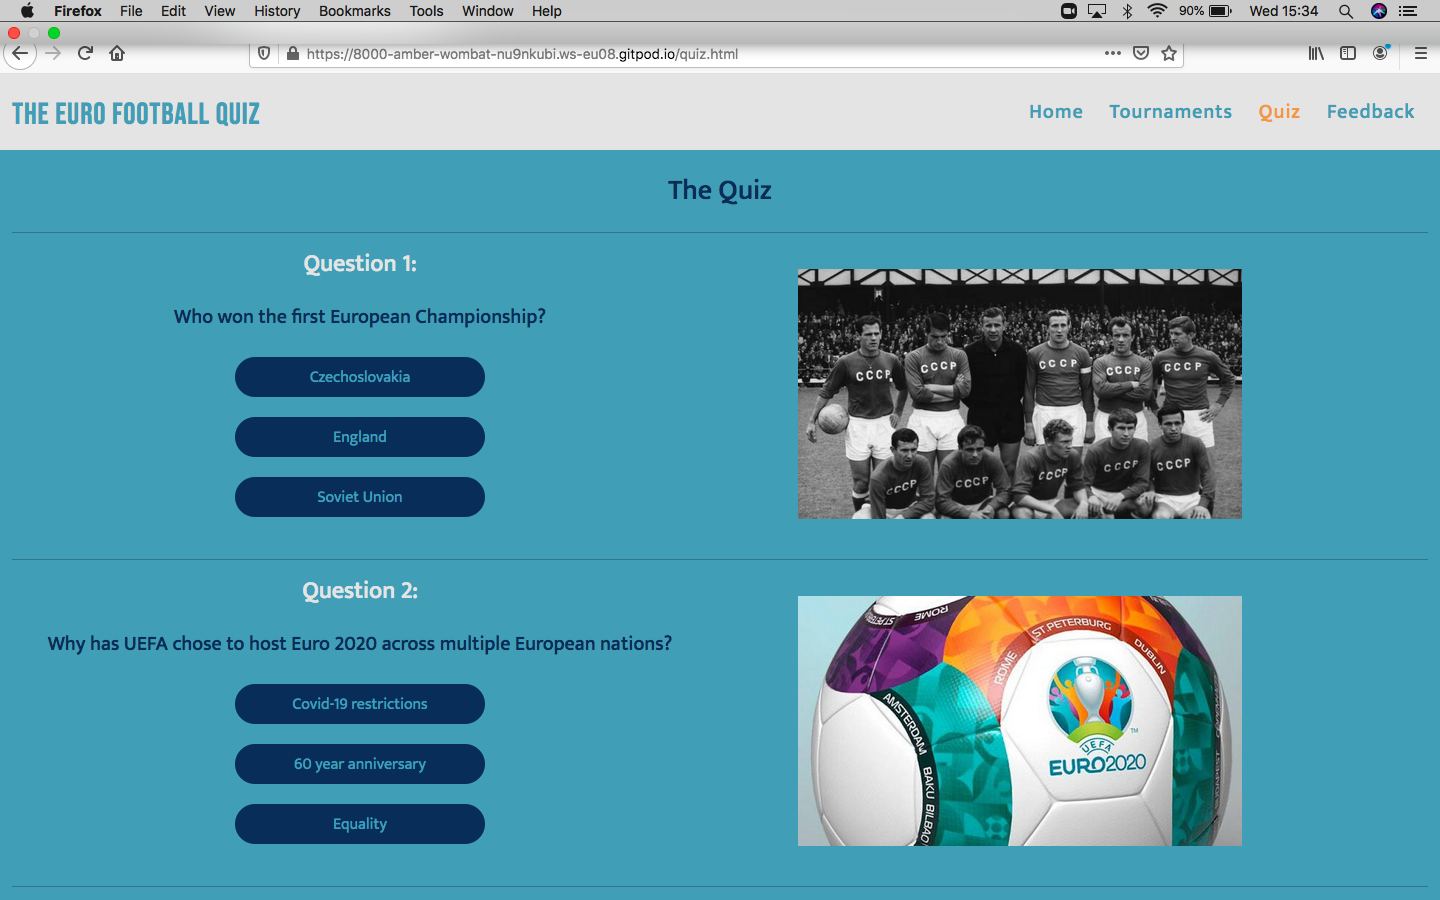 Firefox File Edit View History Bookmarks Tools Window Help 90% Wed 15:34
https://8000-amber-wombat-nu9nkubi.ws-eu08.gitpod.io/quiz.html
THE EURO FOOTBALL QUIZ
Home Tournaments Quiz Feedback
The Quiz
Question 1:
Who won the first European Championship?
Czechoslovakia
England
Soviet Union
CCCP CCCP CCCP CCCP CCCP
CCCP CCCP CCCP CCCP CCCP
Question 2:
Why has UEFA chose to host Euro 2020 across multiple European nations?
Covid-19 restrictions
60 year anniversary
Equality
ROME
ST.PETERSBURG
ROME
DUBLIN
AMSTERDAM
BAKU
BILBAO
UEFA
EURO2020
TM